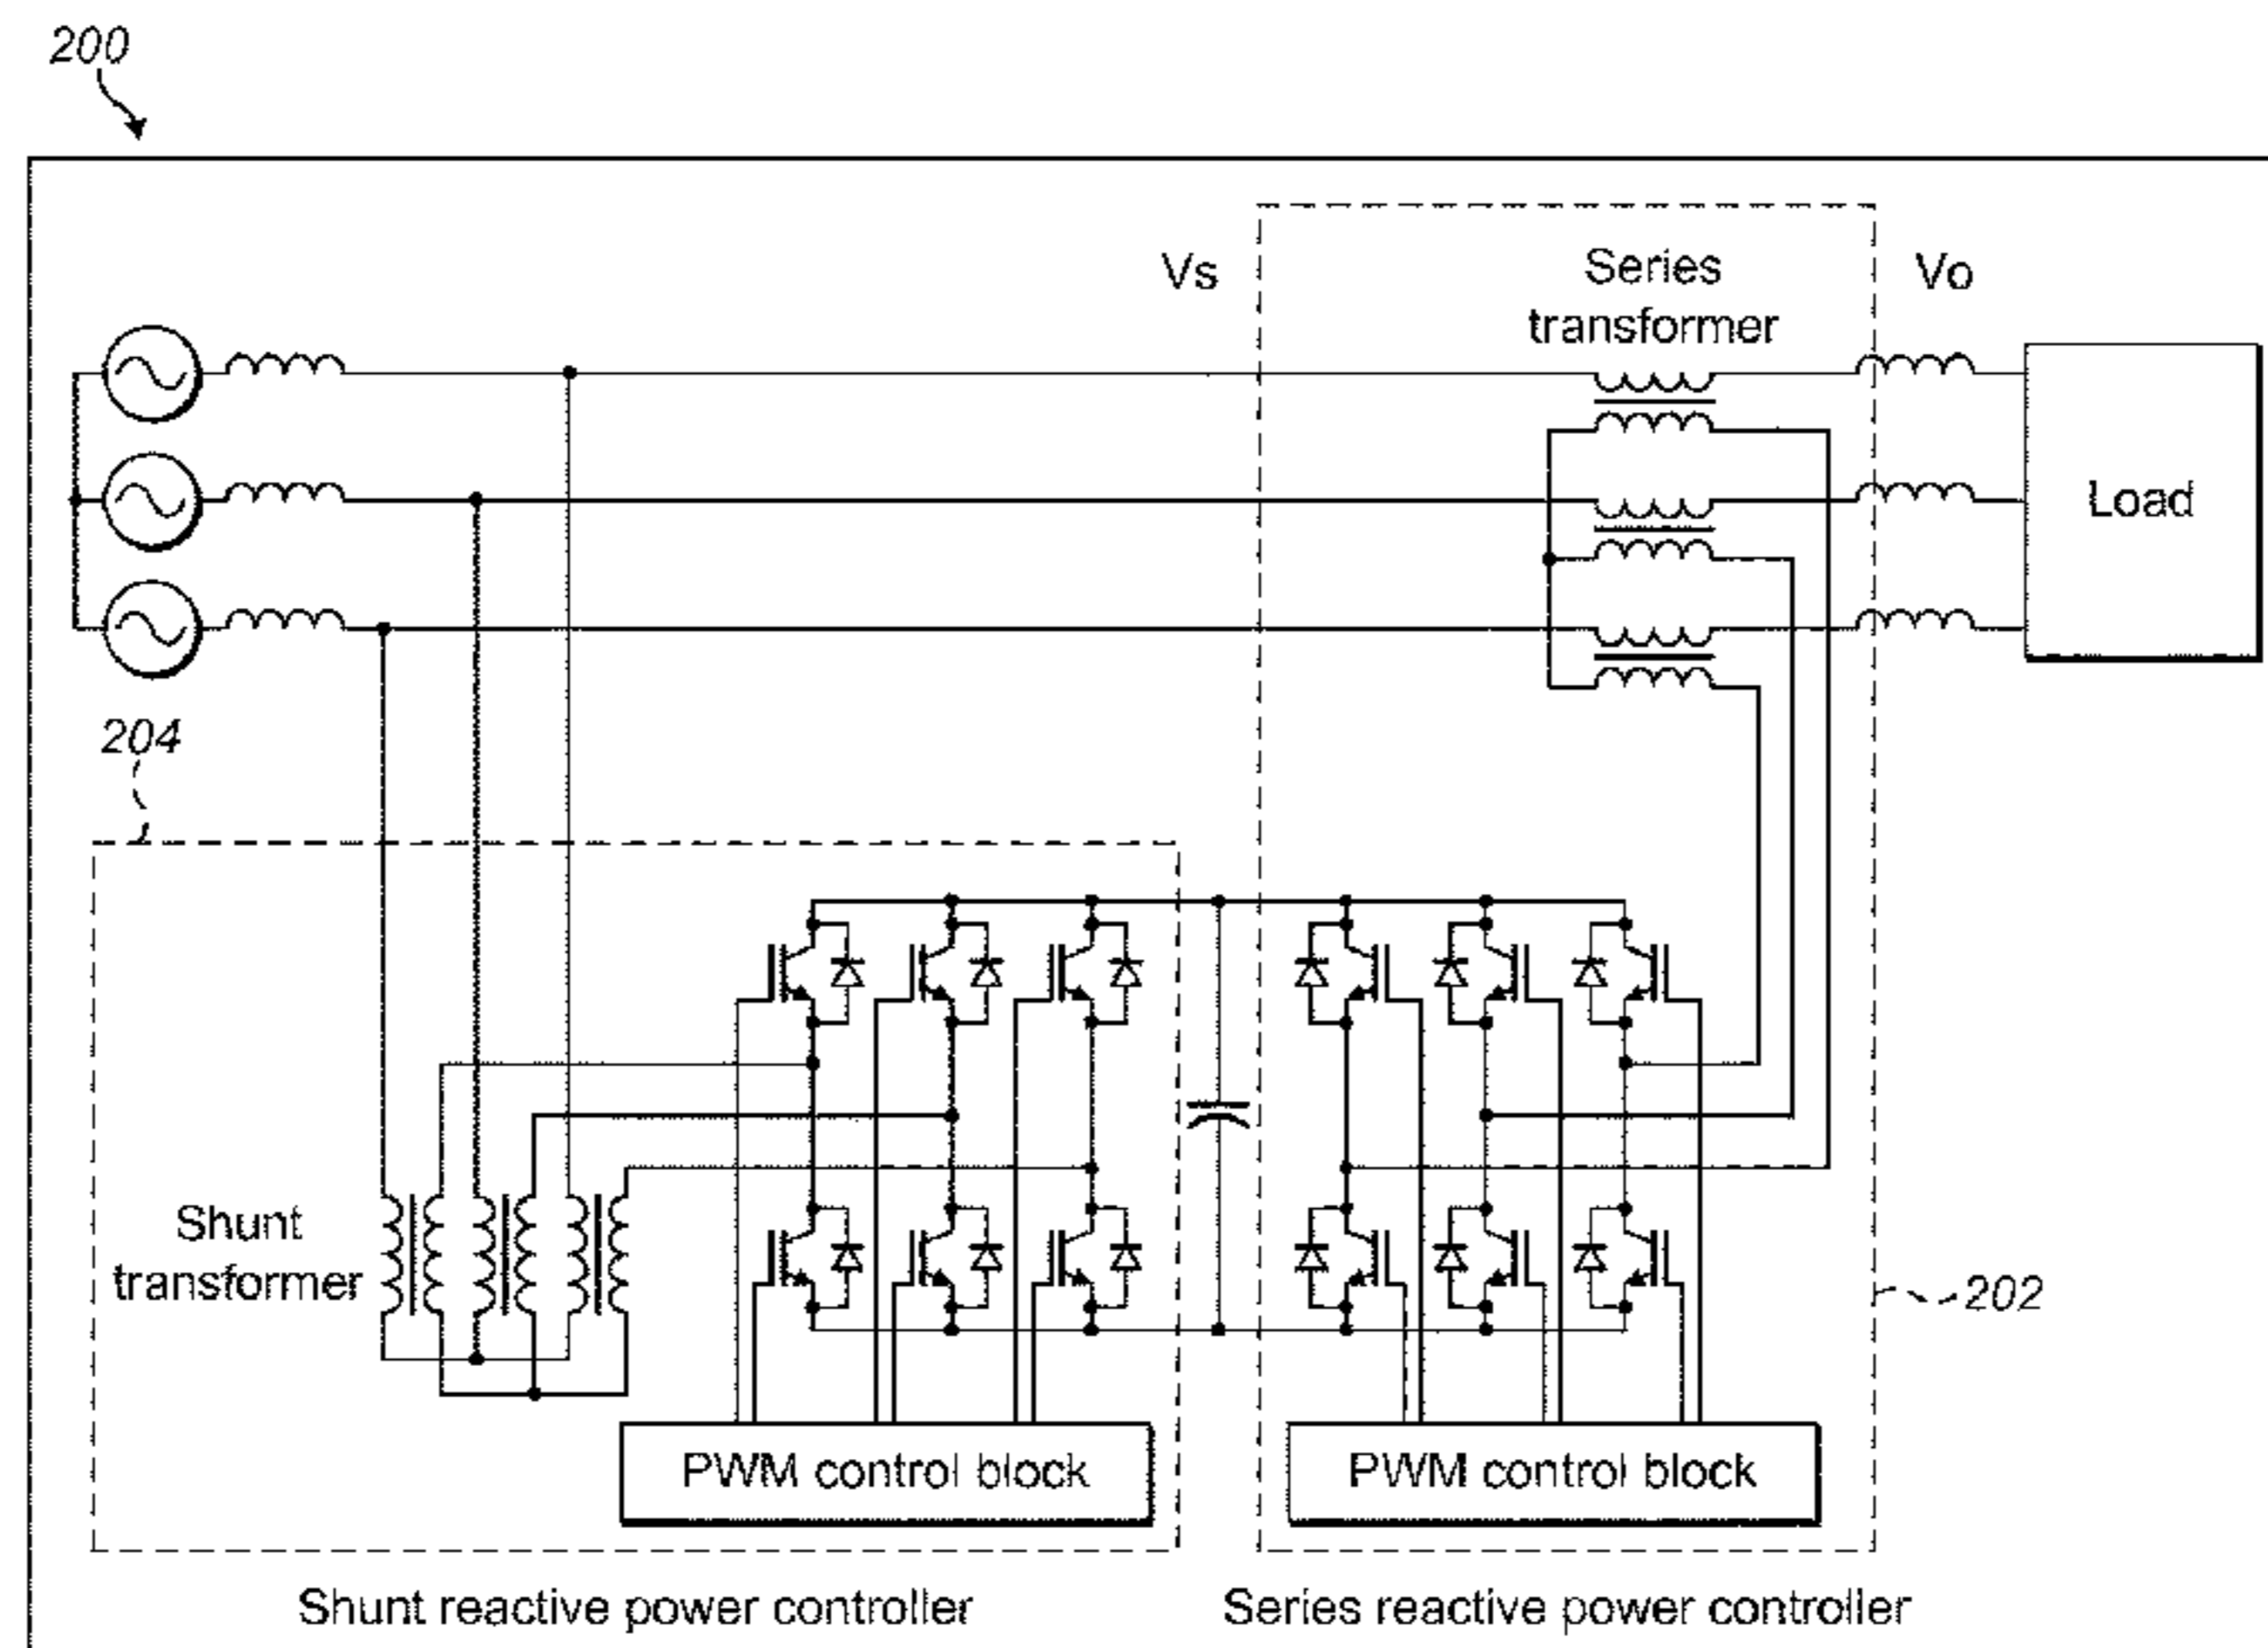 200
Vs
Series
transformer
Vo
Load
204
Shunt
transformer
202
PWM control block
PWM control block
Shunt reactive power controller
Series reactive power controller